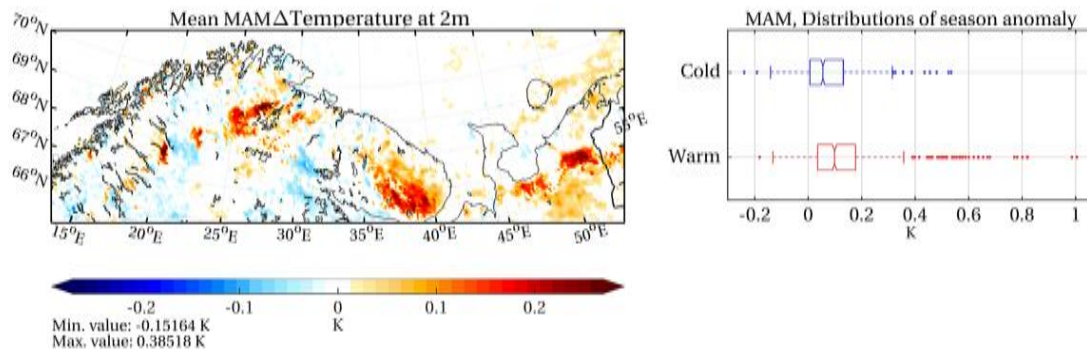 Mean MAM ΔTemperature at 2m
70°N
69°N
68°N
67°N
66°N
15°E
20°E
25°E
30°E
35°E
40°E
45°E
50°E
55°E
-0.2
-0.1
0
0.1
0.2
K
Min. value: -0.15164 K
Max. value: 0.38518 K
MAM, Distributions of season anomaly
Cold
Warm
-0.2
0
0.2
0.4
0.6
0.8
1
K